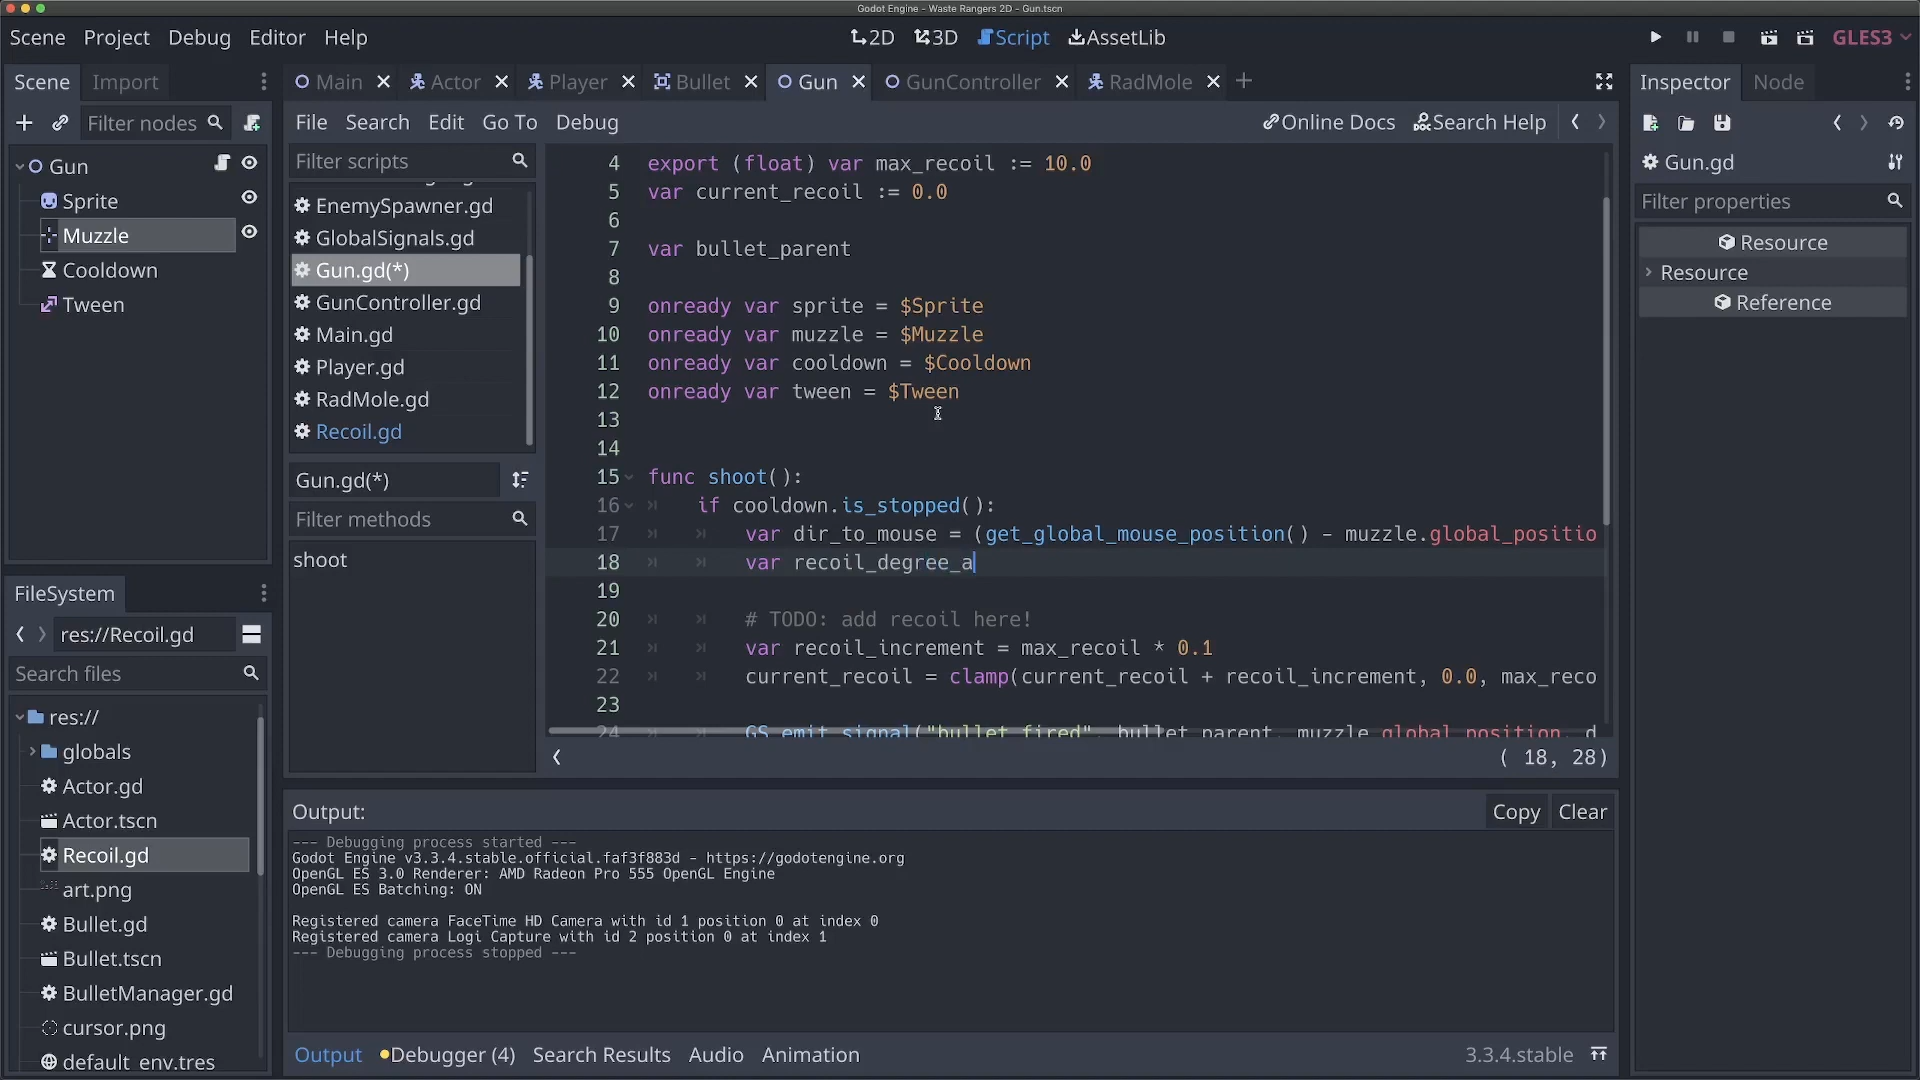 Godot Engine - Waste Rangers 2D - Gun.tscn
Scene Project Debug Editor Help
2D 3D Script AssetLib
GLES3
Scene Import
Main Actor Player Bullet Gun GunController RadMole
Inspector Node
Filter nodes
File Search Edit Go To Debug
Online Docs Search Help
Gun
Sprite
Muzzle
Cooldown
Tween
Filter scripts
EnemySpawner.gd
GlobalSignals.gd
Gun.gd(*)
GunController.gd
Main.gd
Player.gd
RadMole.gd
Recoil.gd
Gun.gd(*)
Filter methods
shoot
4 export (float) var max_recoil := 10.0
5 var current_recoil := 0.0
6
7 var bullet_parent
8
9 onready var sprite = $Sprite
10 onready var muzzle = $Muzzle
11 onready var cooldown = $Cooldown
12 onready var tween = $Tween
13
14
15 func shoot():
16 if cooldown.is_stopped():
17 var dir_to_mouse = (get_global_mouse_position() - muzzle.global_positio
18 var recoil_degree_a
19
20 # TODO: add recoil here!
21 var recoil_increment = max_recoil * 0.1
22 current_recoil = clamp(current_recoil + recoil_increment, 0.0, max_reco
23
24 GS.emit_signal("bullet_fired", bullet_parent, muzzle.global_position, d
( 18, 28)
Gun.gd
Filter properties
Resource
Resource
Reference
FileSystem
res://Recoil.gd
Search files
res://
globals
Actor.gd
Actor.tscn
Recoil.gd
art.png
Bullet.gd
Bullet.tscn
BulletManager.gd
cursor.png
default_env.tres
Output:
Copy Clear
--- Debugging process started ---
Godot Engine v3.3.4.stable.official.faf3f883d - https://godotengine.org
OpenGL ES 3.0 Renderer: AMD Radeon Pro 555 OpenGL Engine
OpenGL ES Batching: ON
Registered camera FaceTime HD Camera with id 1 position 0 at index 0
Registered camera Logi Capture with id 2 position 0 at index 1
--- Debugging process stopped ---
Output Debugger (4) Search Results Audio Animation
3.3.4.stable